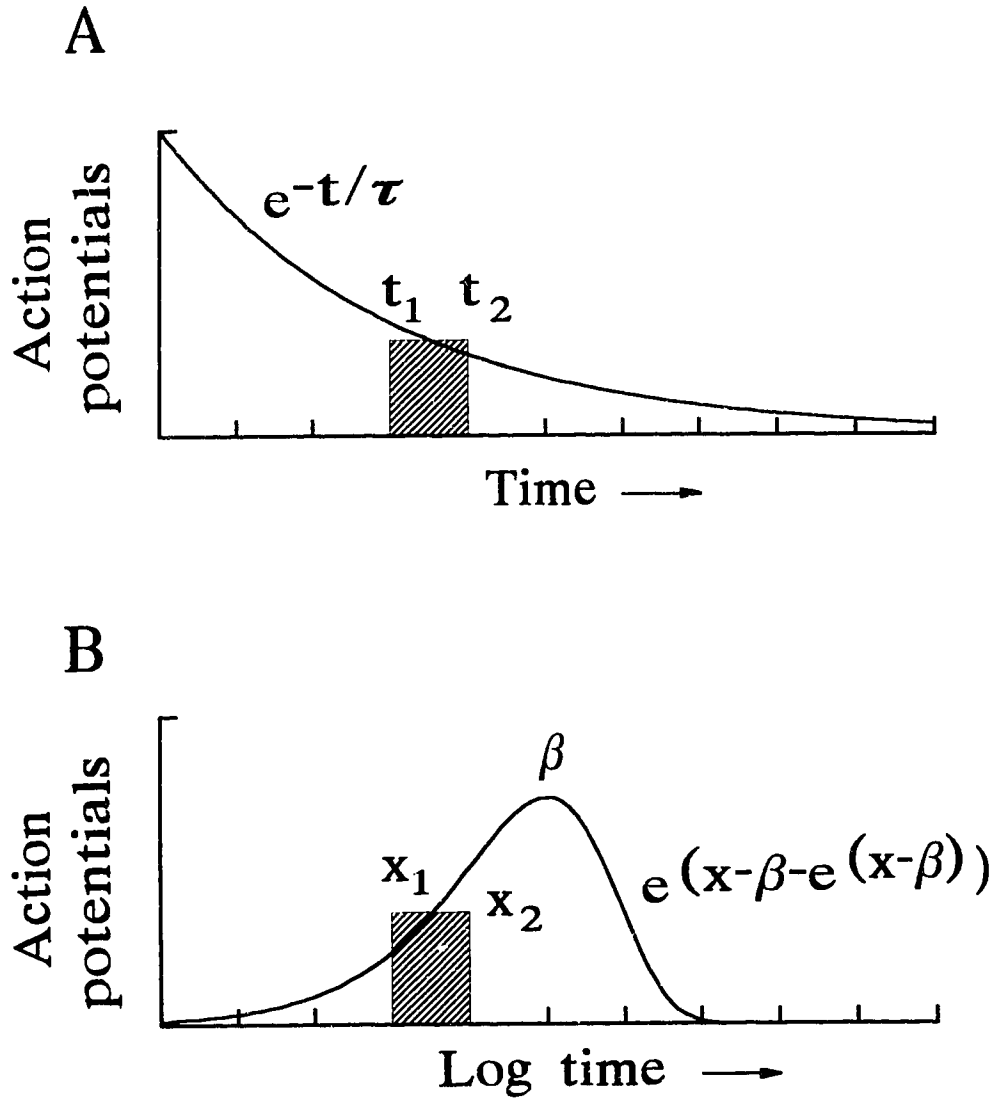 A
Action
potentials
e^{-t/τ}
t₁ t₂
Time
B
Action
potentials
β
x₁ x₂
e^{(x-β-e^{(x-β)})}
Log time